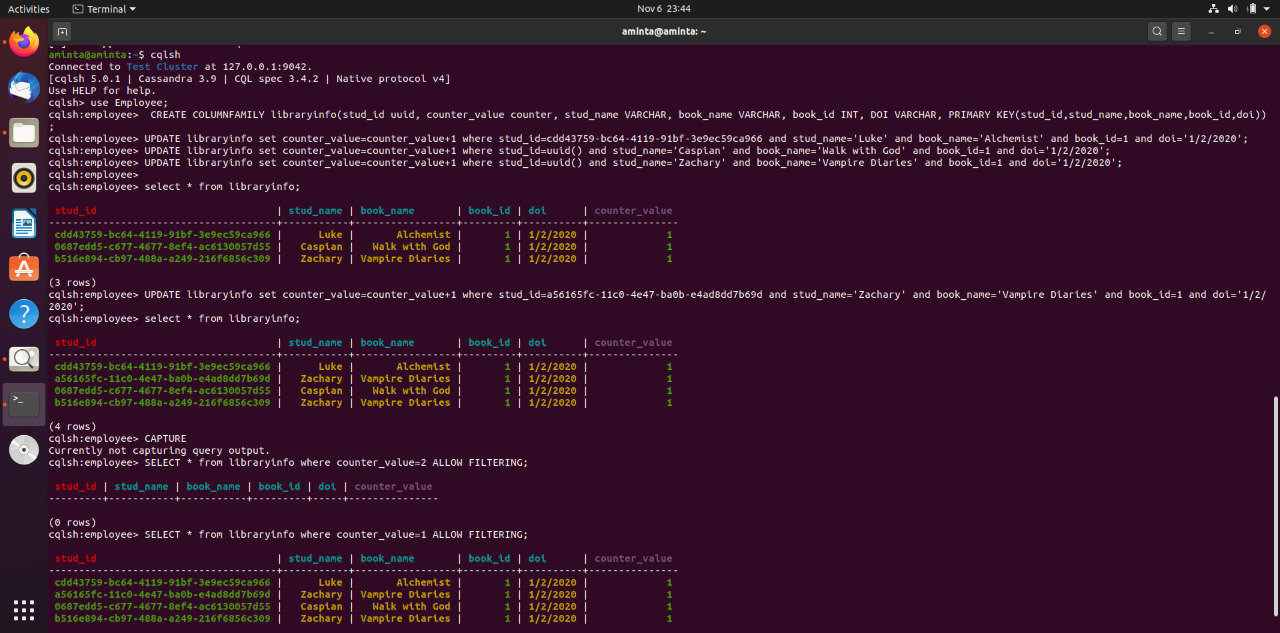 Activities Terminal Nov 6 23:44
aminta@aminta: ~
aminta@aminta:~$ cqlsh
Connected to Test Cluster at 127.0.0.1:9042.
[cqlsh 5.0.1 | Cassandra 3.9 | CQL spec 3.4.2 | Native protocol v4]
Use HELP for help.
cqlsh> use Employee;
cqlsh:employee>  CREATE COLUMNFAMILY libraryinfo(stud_id uuid, counter_value counter, stud_name VARCHAR, book_name VARCHAR, book_id INT, DOI VARCHAR, PRIMARY KEY(stud_id,stud_name,book_name,book_id,doi))
;
cqlsh:employee> UPDATE libraryinfo set counter_value=counter_value+1 where stud_id=cdd43759-bc64-4119-91bf-3e9ec59ca966 and stud_name='Luke' and book_name='Alchemist' and book_id=1 and doi='1/2/2020';
cqlsh:employee> UPDATE libraryinfo set counter_value=counter_value+1 where stud_id=uuid() and stud_name='Caspian' and book_name='Walk with God' and book_id=1 and doi='1/2/2020';
cqlsh:employee> UPDATE libraryinfo set counter_value=counter_value+1 where stud_id=uuid() and stud_name='Zachary' and book_name='Vampire Diaries' and book_id=1 and doi='1/2/2020';
cqlsh:employee>
cqlsh:employee> select * from libraryinfo;
stud_id | stud_name | book_name | book_id | doi | counter_value
cdd43759-bc64-4119-91bf-3e9ec59ca966 | Luke | Alchemist | 1 | 1/2/2020 | 1
0687edd5-c677-4677-8ef4-ac6130057d55 | Caspian | Walk with God | 1 | 1/2/2020 | 1
b516e894-cb97-488a-a249-216f6856c309 | Zachary | Vampire Diaries | 1 | 1/2/2020 | 1
(3 rows)
cqlsh:employee> UPDATE libraryinfo set counter_value=counter_value+1 where stud_id=a56165fc-11c0-4e47-ba0b-e4ad8dd7b69d and stud_name='Zachary' and book_name='Vampire Diaries' and book_id=1 and doi='1/2/
2020';
cqlsh:employee> select * from libraryinfo;
stud_id | stud_name | book_name | book_id | doi | counter_value
cdd43759-bc64-4119-91bf-3e9ec59ca966 | Luke | Alchemist | 1 | 1/2/2020 | 1
a56165fc-11c0-4e47-ba0b-e4ad8dd7b69d | Zachary | Vampire Diaries | 1 | 1/2/2020 | 1
0687edd5-c677-4677-8ef4-ac6130057d55 | Caspian | Walk with God | 1 | 1/2/2020 | 1
b516e894-cb97-488a-a249-216f6856c309 | Zachary | Vampire Diaries | 1 | 1/2/2020 | 1
(4 rows)
cqlsh:employee> CAPTURE
Currently not capturing query output.
cqlsh:employee> SELECT * from libraryinfo where counter_value=2 ALLOW FILTERING;
stud_id | stud_name | book_name | book_id | doi | counter_value
(0 rows)
cqlsh:employee> SELECT * from libraryinfo where counter_value=1 ALLOW FILTERING;
stud_id | stud_name | book_name | book_id | doi | counter_value
cdd43759-bc64-4119-91bf-3e9ec59ca966 | Luke | Alchemist | 1 | 1/2/2020 | 1
a56165fc-11c0-4e47-ba0b-e4ad8dd7b69d | Zachary | Vampire Diaries | 1 | 1/2/2020 | 1
0687edd5-c677-4677-8ef4-ac6130057d55 | Caspian | Walk with God | 1 | 1/2/2020 | 1
b516e894-cb97-488a-a249-216f6856c309 | Zachary | Vampire Diaries | 1 | 1/2/2020 | 1